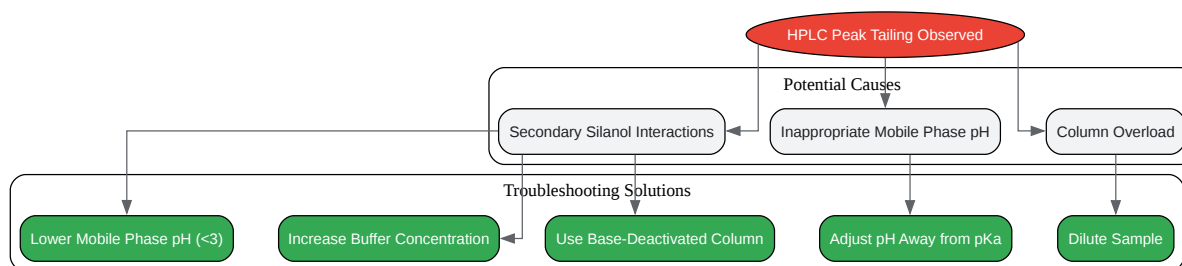 HPLC Peak Tailing Observed
Potential Causes
Secondary Silanol Interactions
Inappropriate Mobile Phase pH
Column Overload
Troubleshooting Solutions
Lower Mobile Phase pH (<3)
Increase Buffer Concentration
Use Base-Deactivated Column
Adjust pH Away from pKa
Dilute Sample